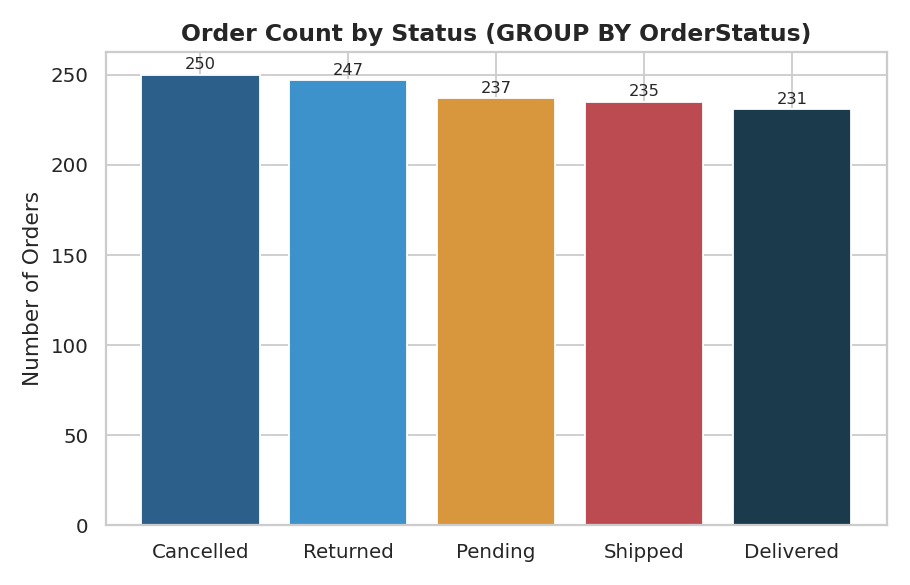 Order Count by Status (GROUP BY OrderStatus)
Number of Orders
250
200
150
100
50
0
250
247
237
235
231
Cancelled
Returned
Pending
Shipped
Delivered